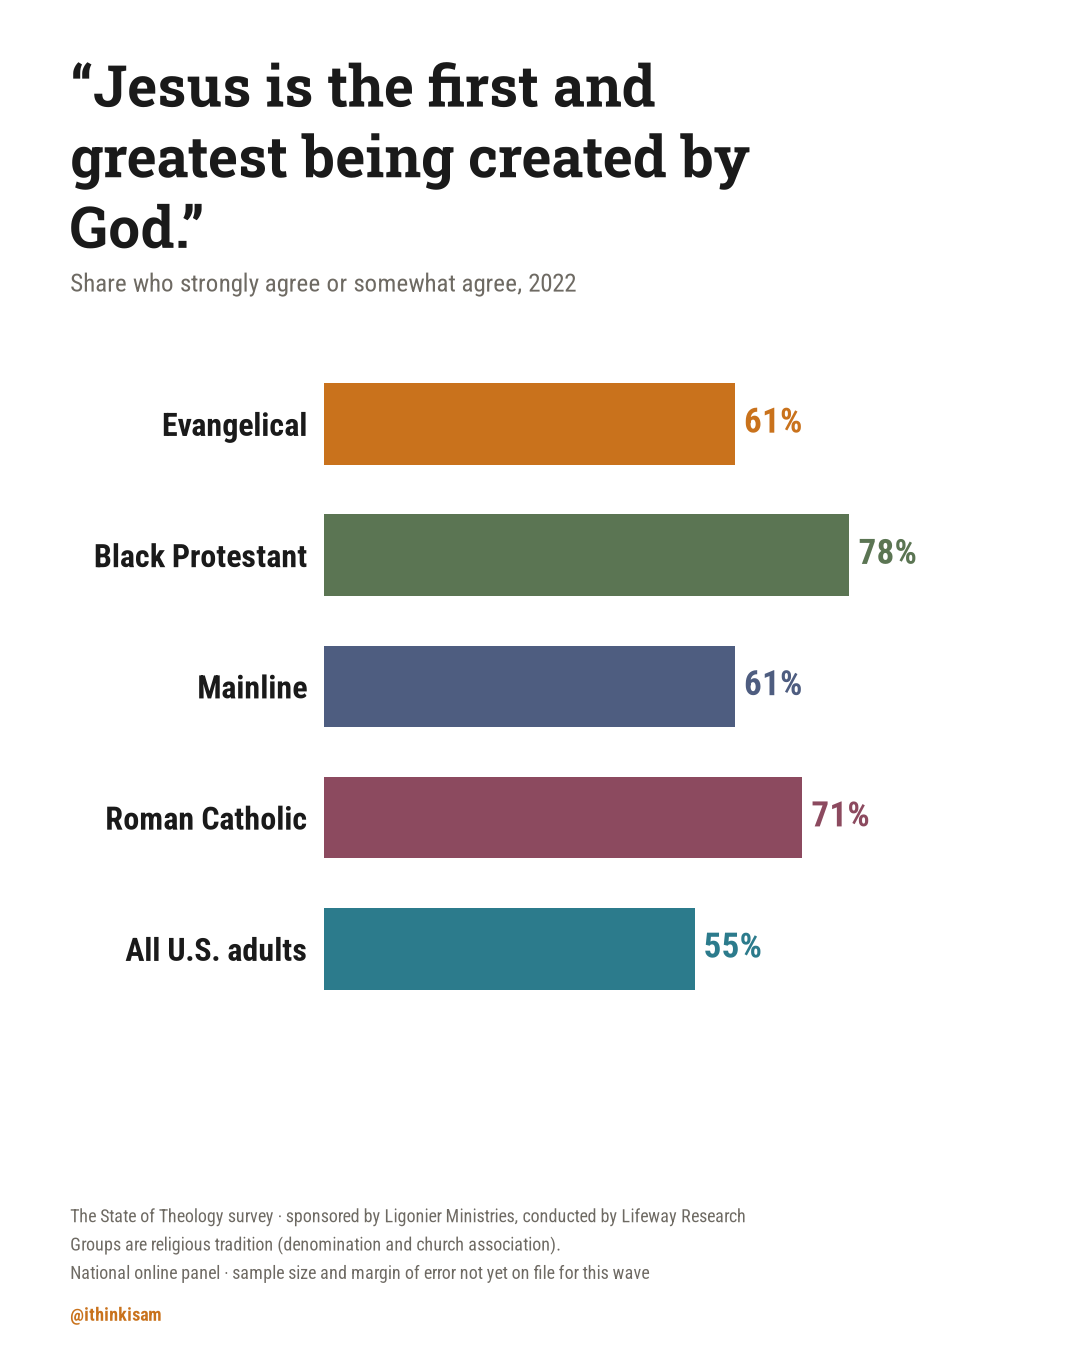 “Jesus is the first and
greatest being created by
God.”
Share who strongly agree or somewhat agree, 2022
Evangelical 61%
Black Protestant 78%
Mainline 61%
Roman Catholic 71%
All U.S. adults 55%
The State of Theology survey · sponsored by Ligonier Ministries, conducted by Lifeway Research
Groups are religious tradition (denomination and church association).
National online panel · sample size and margin of error not yet on file for this wave
@ithinkisam